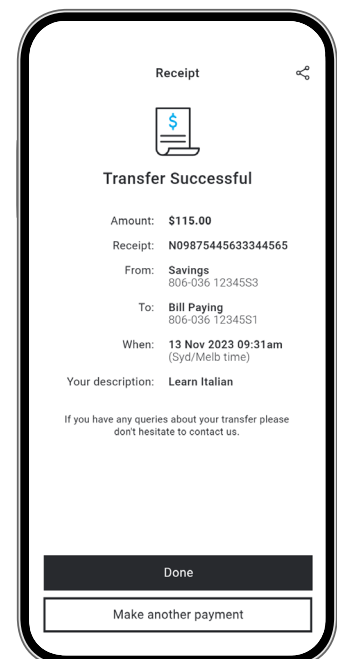 Receipt
$
Transfer Successful
Amount: $115.00
Receipt: N09875445633344565
From: Savings
806-036 12345S3
To: Bill Paying
806-036 12345S1
When: 13 Nov 2023 09:31am
(Syd/Melb time)
Your description: Learn Italian
If you have any queries about your transfer please
don't hesitate to contact us.
Done
Make another payment